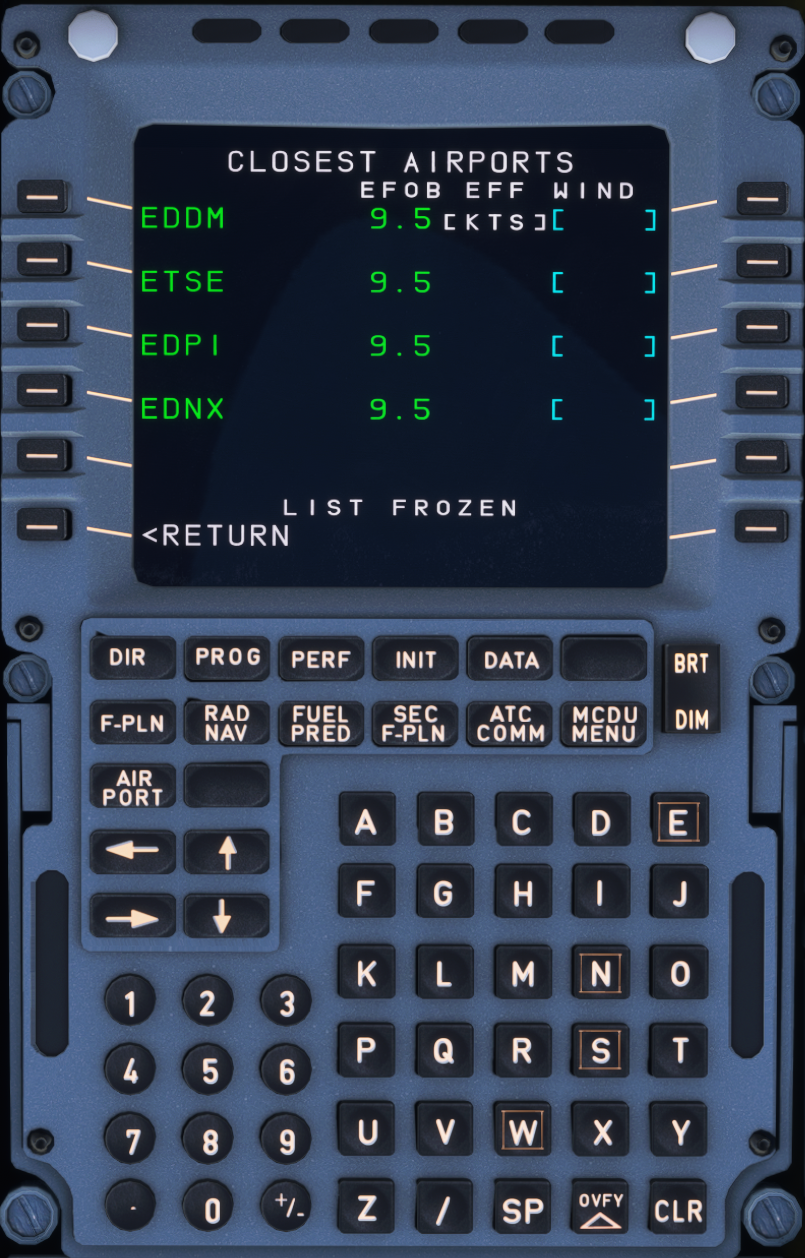 CLOSEST AIRPORTS
EFOB EFF WIND
EDDM 9.5 [KTS][ ]
ETSE 9.5 [ ]
EDPI 9.5 [ ]
EDNX 9.5 [ ]
LIST FROZEN
<RETURN
DIR PROG PERF INIT DATA
BRT
DIM
F-PLN RAD NAV FUEL PRED SEC F-PLN ATC COMM MCDU MENU
AIR PORT
← ↑
→ ↓
A B C D E
F G H I J
K L M N O
1 2 3
P Q R S T
4 5 6
U V W X Y
7 8 9
Z / SP OVFY CLR
. 0 +/-